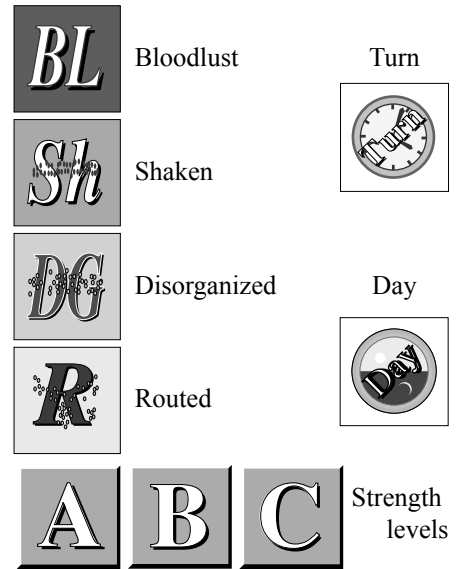 BL Bloodlust
Turn
Turn
Sh Shaken
DG Disorganized
Day
Day
R Routed
A B C Strength
levels